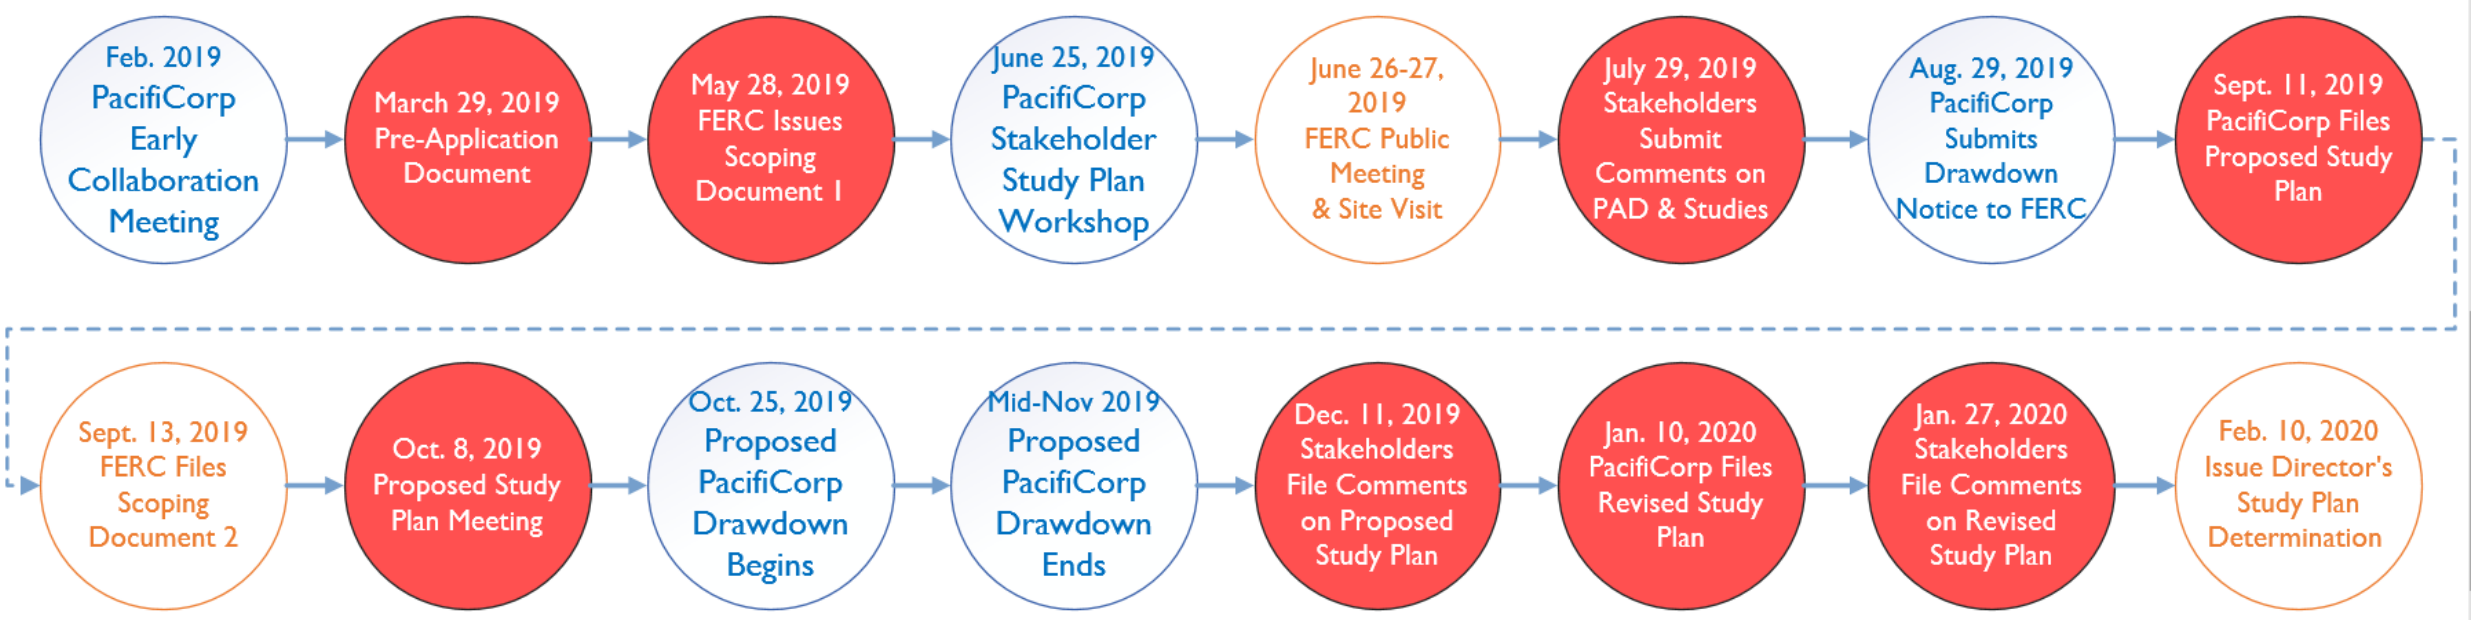 Feb. 2019
PacifiCorp
Early
Collaboration
Meeting
March 29, 2019
Pre-Application
Document
May 28, 2019
FERC Issues
Scoping
Document 1
June 25, 2019
PacifiCorp
Stakeholder
Study Plan
Workshop
June 26-27,
2019
FERC Public
Meeting
& Site Visit
July 29, 2019
Stakeholders
Submit
Comments on
PAD & Studies
Aug. 29, 2019
PacifiCorp
Submits
Drawdown
Notice to FERC
Sept. 11, 2019
PacifiCorp Files
Proposed Study
Plan
Sept. 13, 2019
FERC Files
Scoping
Document 2
Oct. 8, 2019
Proposed Study
Plan Meeting
Oct. 25, 2019
Proposed
PacifiCorp
Drawdown
Begins
Mid-Nov 2019
Proposed
PacifiCorp
Drawdown
Ends
Dec. 11, 2019
Stakeholders
File Comments
on Proposed
Study Plan
Jan. 10, 2020
PacifiCorp Files
Revised Study
Plan
Jan. 27, 2020
Stakeholders
File Comments
on Revised
Study Plan
Feb. 10, 2020
Issue Director's
Study Plan
Determination